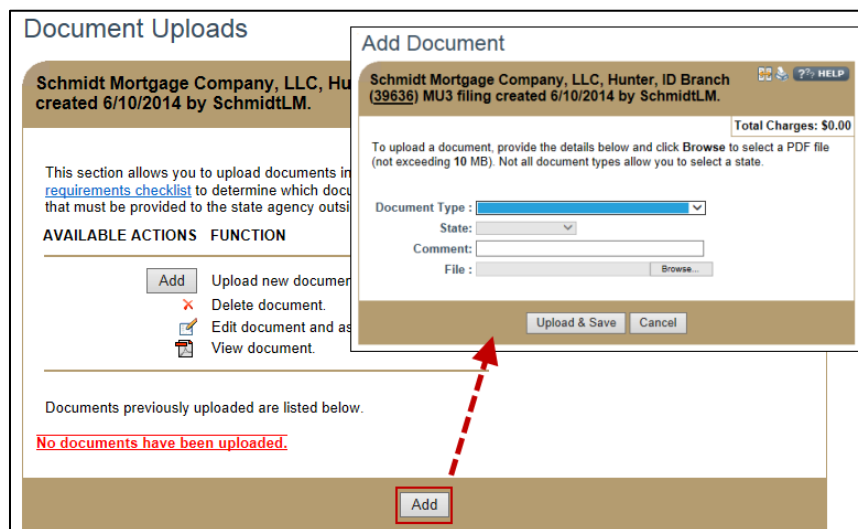 Document Uploads
Schmidt Mortgage Company, LLC, Hu
created 6/10/2014 by SchmidtLM.
This section allows you to upload documents in
requirements checklist to determine which docu
that must be provided to the state agency outsi
AVAILABLE ACTIONS FUNCTION
Add Upload new documen
Delete document.
Edit document and as
View document.
Documents previously uploaded are listed below.
No documents have been uploaded.
Add
Add Document
Schmidt Mortgage Company, LLC, Hunter, ID Branch
(39636) MU3 filing created 6/10/2014 by SchmidtLM.
??? HELP
Total Charges: $0.00
To upload a document, provide the details below and click Browse to select a PDF file
(not exceeding 10 MB). Not all document types allow you to select a state.
Document Type :
State:
Comment:
File : Browse...
Upload & Save Cancel